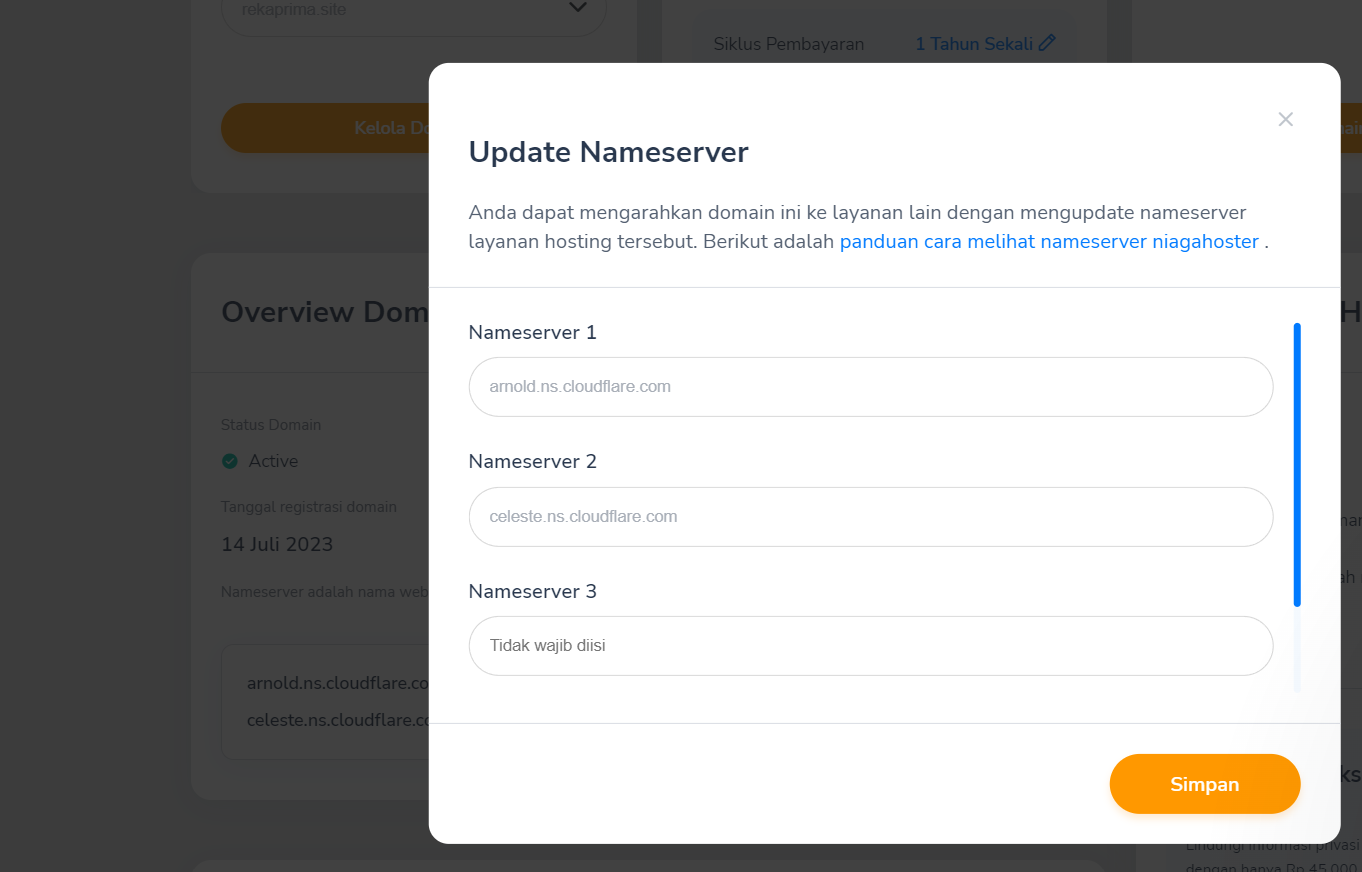 rekaprima.site
Siklus Pembayaran 1 Tahun Sekali
Kelola Do
Update Nameserver
Anda dapat mengarahkan domain ini ke layanan lain dengan mengupdate nameserver
layanan hosting tersebut. Berikut adalah panduan cara melihat nameserver niagahoster .
Overview Dom
Status Domain
Active
Tanggal registrasi domain
14 Juli 2023
Nameserver adalah nama web
arnold.ns.cloudflare.co
celeste.ns.cloudflare.co
Nameserver 1
arnold.ns.cloudflare.com
Nameserver 2
celeste.ns.cloudflare.com
Nameserver 3
Tidak wajib diisi
Simpan
Lindungi informasi privasi
dengan hanya Rp 45.000